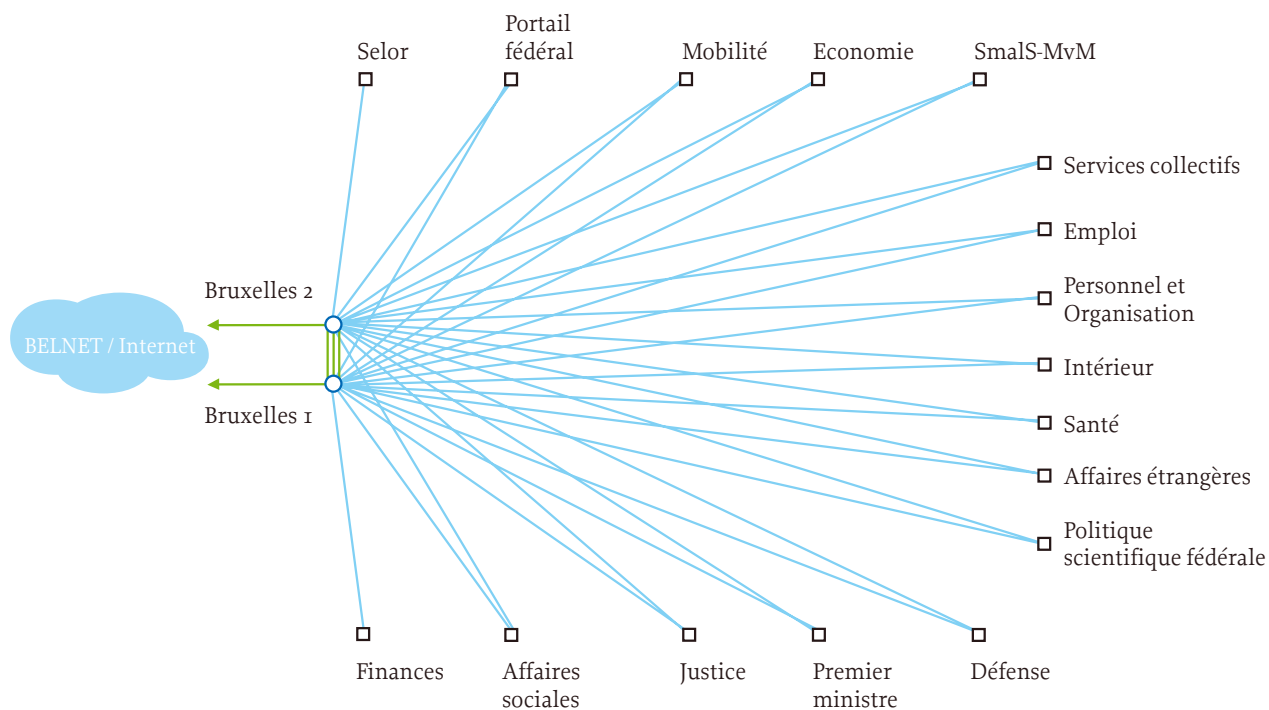 Selor
Portail
fédéral
Mobilité
Economie
SmalS-MvM
Services collectifs
Emploi
Personnel et
Organisation
Intérieur
Santé
Affaires étrangères
Politique
scientifique fédérale
Bruxelles 2
BELNET / Internet
Bruxelles 1
Finances
Affaires
sociales
Justice
Premier
ministre
Défense